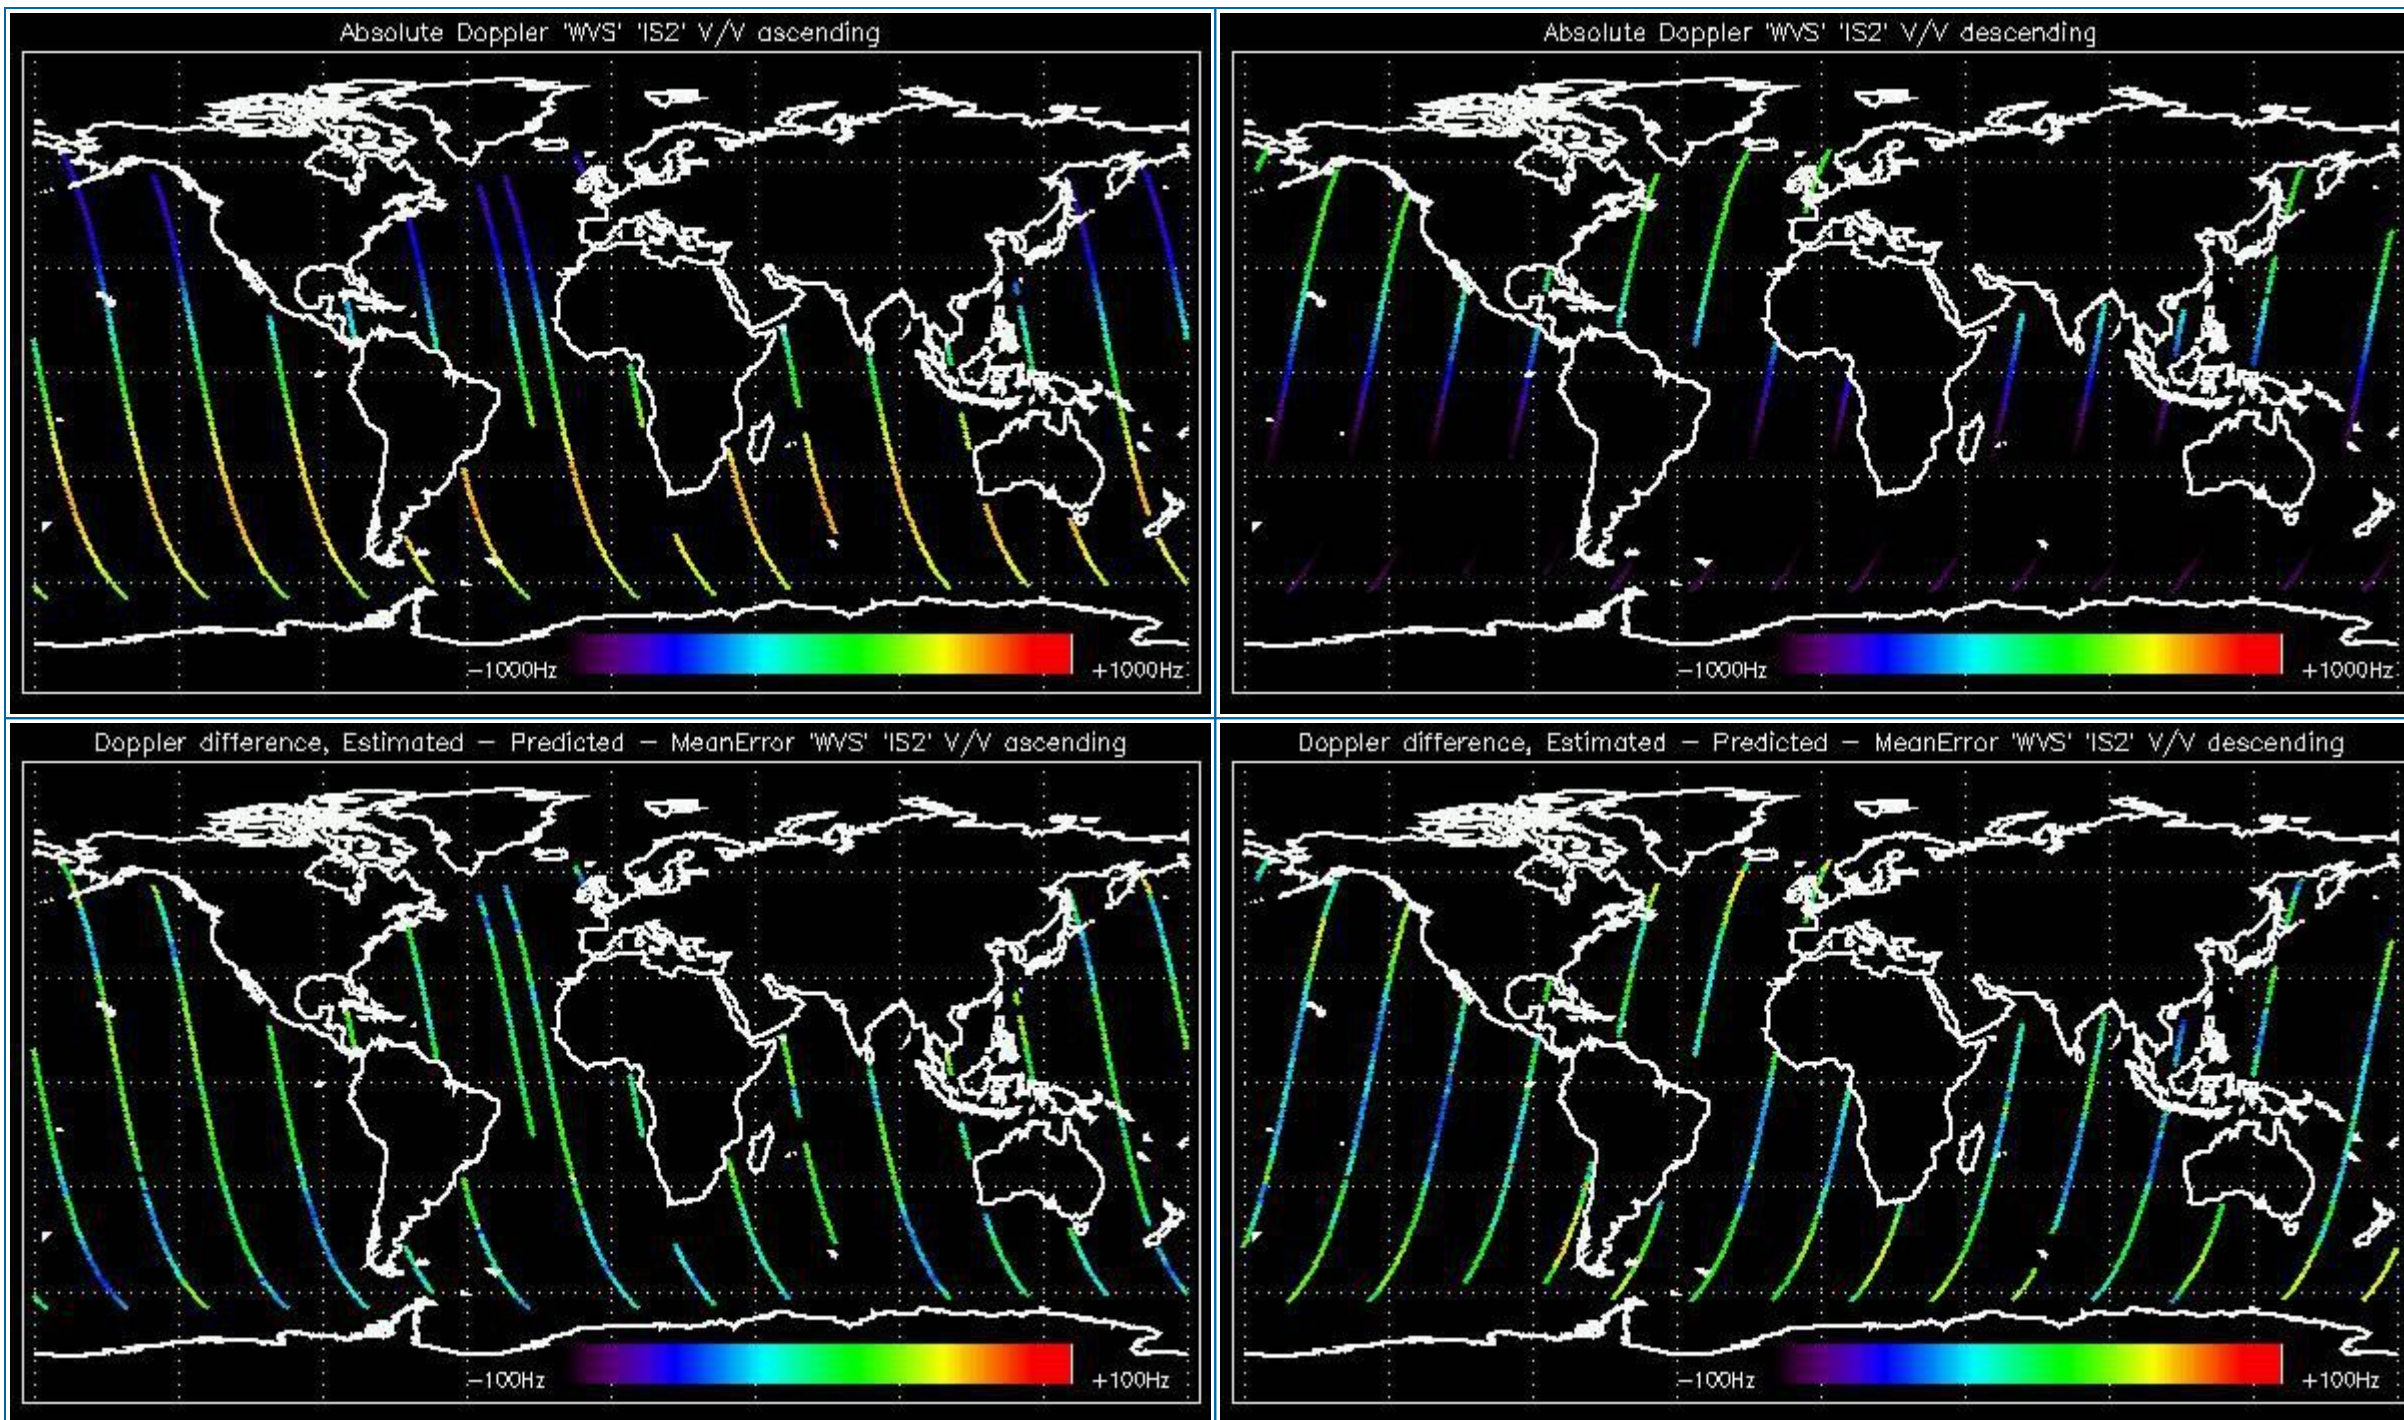 Absolute Doppler 'WVS' 'IS2' V/V ascending
-1000Hz
+1000Hz
Absolute Doppler 'WVS' 'IS2' V/V descending
-1000Hz
+1000Hz
Doppler difference, Estimated - Predicted - MeanError 'WVS' 'IS2' V/V ascending
-100Hz
+100Hz
Doppler difference, Estimated - Predicted - MeanError 'WVS' 'IS2' V/V descending
-100Hz
+100Hz